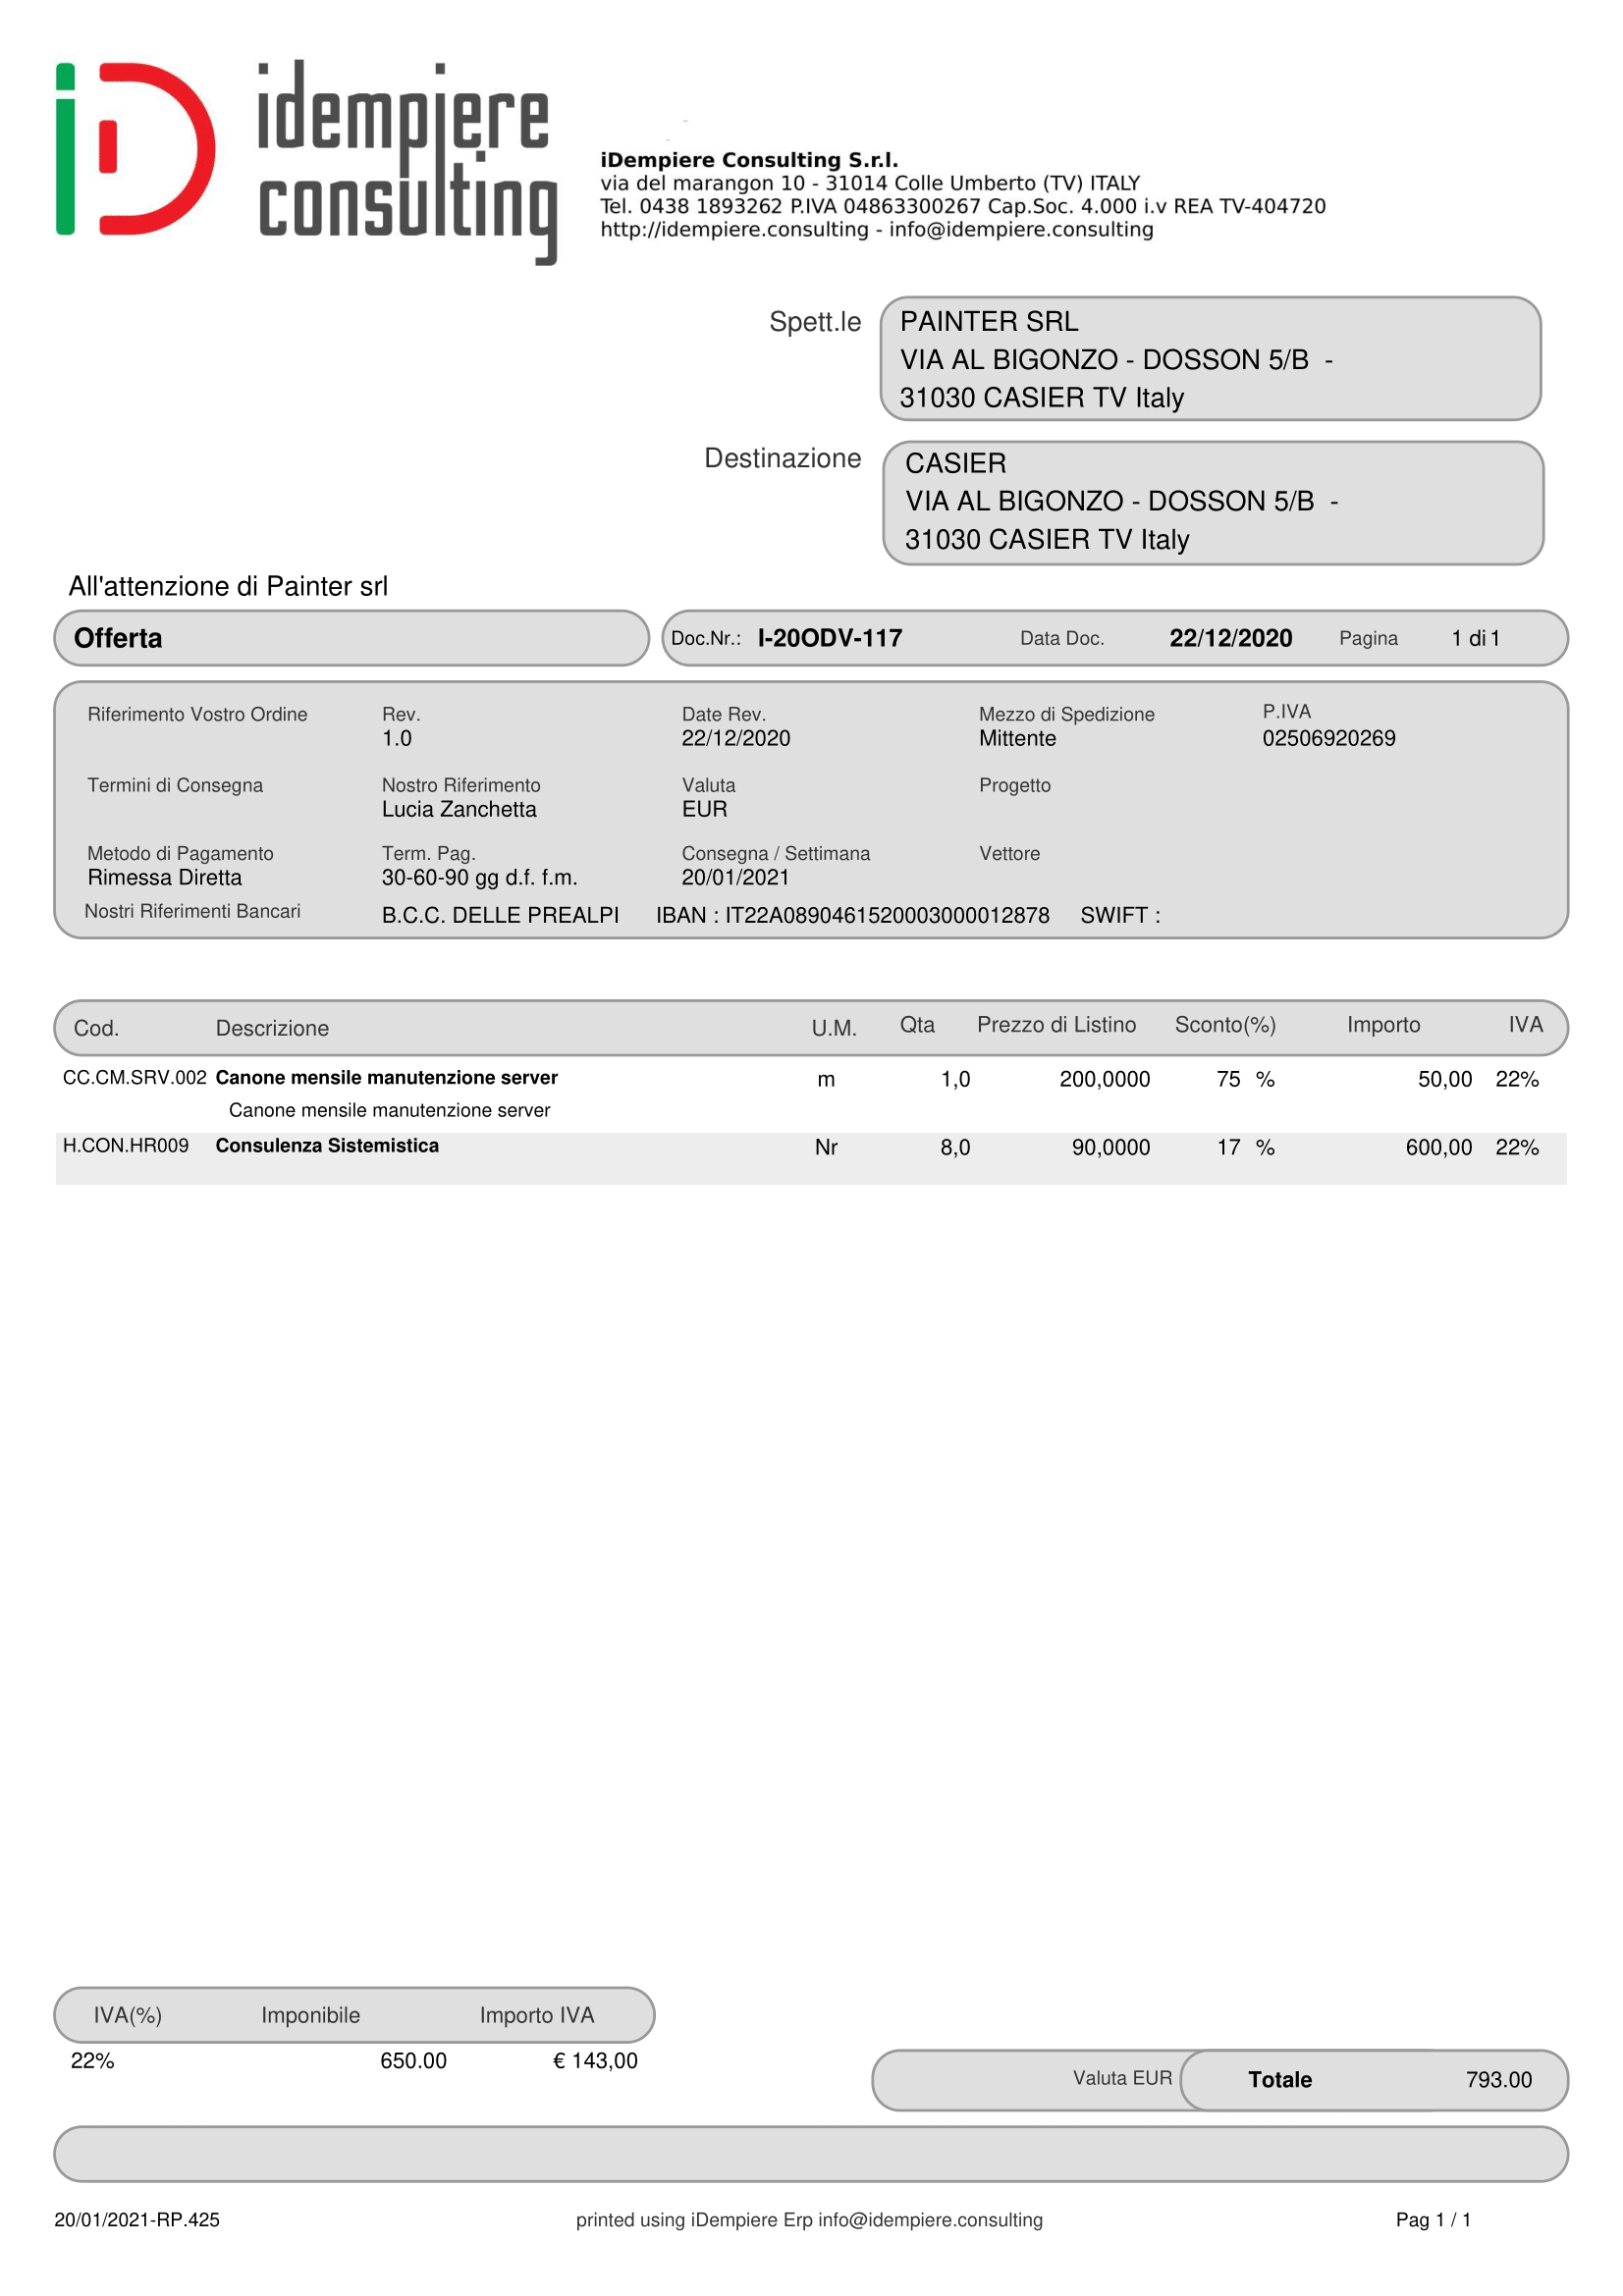 idempiere
consulting
iDempiere Consulting S.r.l.
via del marangon 10 - 31014 Colle Umberto (TV) ITALY
Tel. 0438 1893262 P.IVA 04863300267 Cap.Soc. 4.000 i.v REA TV-404720
http://idempiere.consulting - info@idempiere.consulting
Spett.le
PAINTER SRL
VIA AL BIGONZO - DOSSON 5/B -
31030 CASIER TV Italy
Destinazione
CASIER
VIA AL BIGONZO - DOSSON 5/B -
31030 CASIER TV Italy
All'attenzione di Painter srl
Offerta Doc.Nr.: I-20ODV-117 Data Doc. 22/12/2020 Pagina 1 di 1
Riferimento Vostro Ordine Rev. Date Rev. Mezzo di Spedizione P.IVA
1.0 22/12/2020 Mittente 02506920269
Termini di Consegna Nostro Riferimento Valuta Progetto
Lucia Zanchetta EUR
Metodo di Pagamento Term. Pag. Consegna / Settimana Vettore
Rimessa Diretta 30-60-90 gg d.f. f.m. 20/01/2021
Nostri Riferimenti Bancari B.C.C. DELLE PREALPI IBAN : IT22A0890461520003000012878 SWIFT :
Cod. Descrizione U.M. Qta Prezzo di Listino Sconto(%) Importo IVA
CC.CM.SRV.002 Canone mensile manutenzione server m 1,0 200,0000 75 % 50,00 22%
Canone mensile manutenzione server
H.CON.HR009 Consulenza Sistemistica Nr 8,0 90,0000 17 % 600,00 22%
IVA(%) Imponibile Importo IVA
22% 650.00 € 143,00
Valuta EUR Totale 793.00
20/01/2021-RP.425 printed using iDempiere Erp info@idempiere.consulting Pag 1 / 1